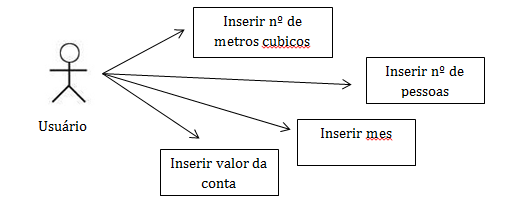 Inserir nº de
metros cubicos
Inserir nº de
pessoas
Usuário
Inserir mes
Inserir valor da
conta